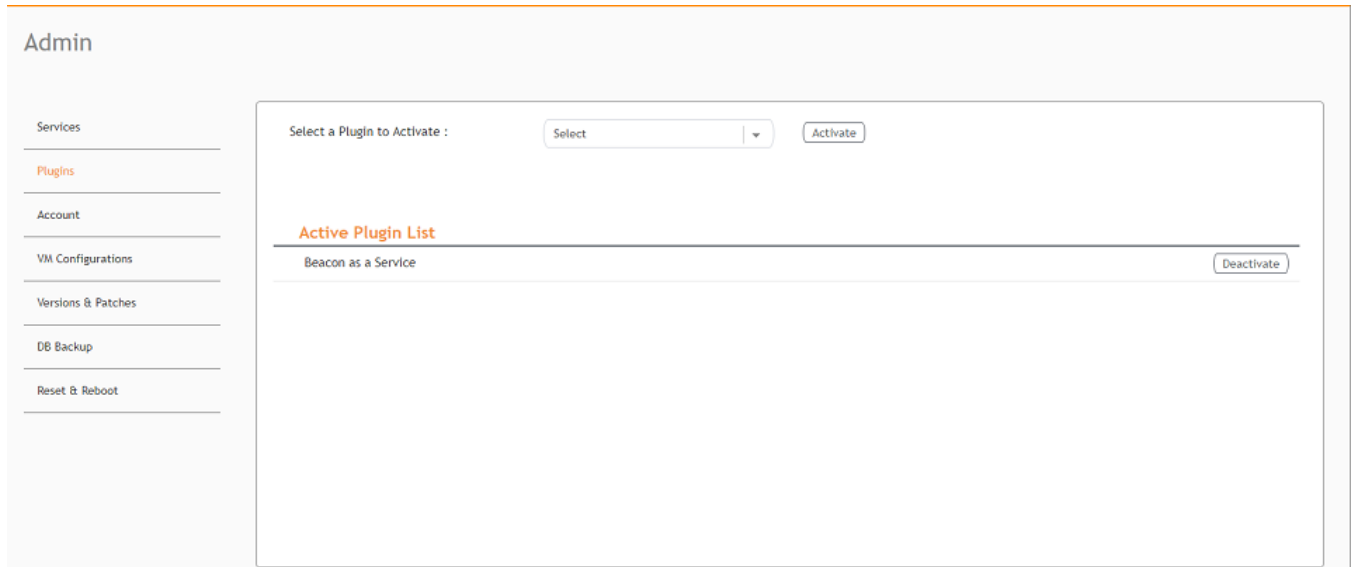 Admin
Services
Select a Plugin to Activate :
Select
Activate
Plugins
Account
Active Plugin List
VM Configurations
Beacon as a Service
Deactivate
Versions & Patches
DB Backup
Reset & Reboot